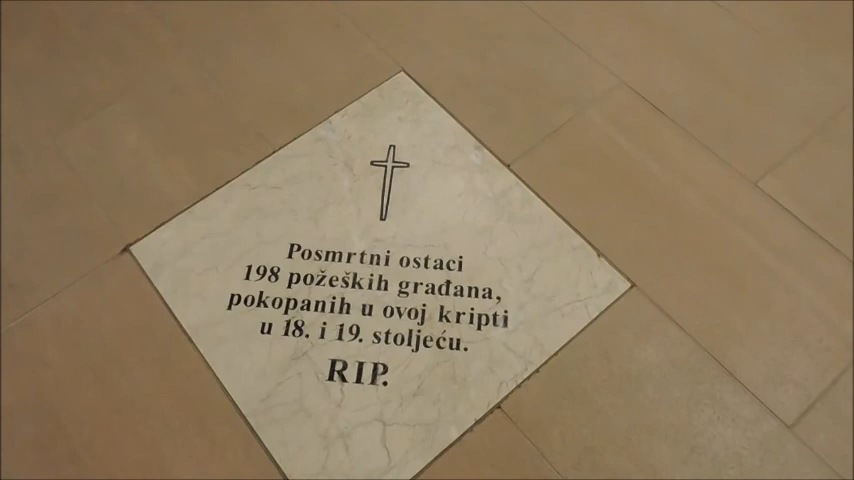 Posmrtni ostaci
198 požeških građana,
pokopanih u ovoj kripti
u 18. i 19. stoljeću.
RIP.